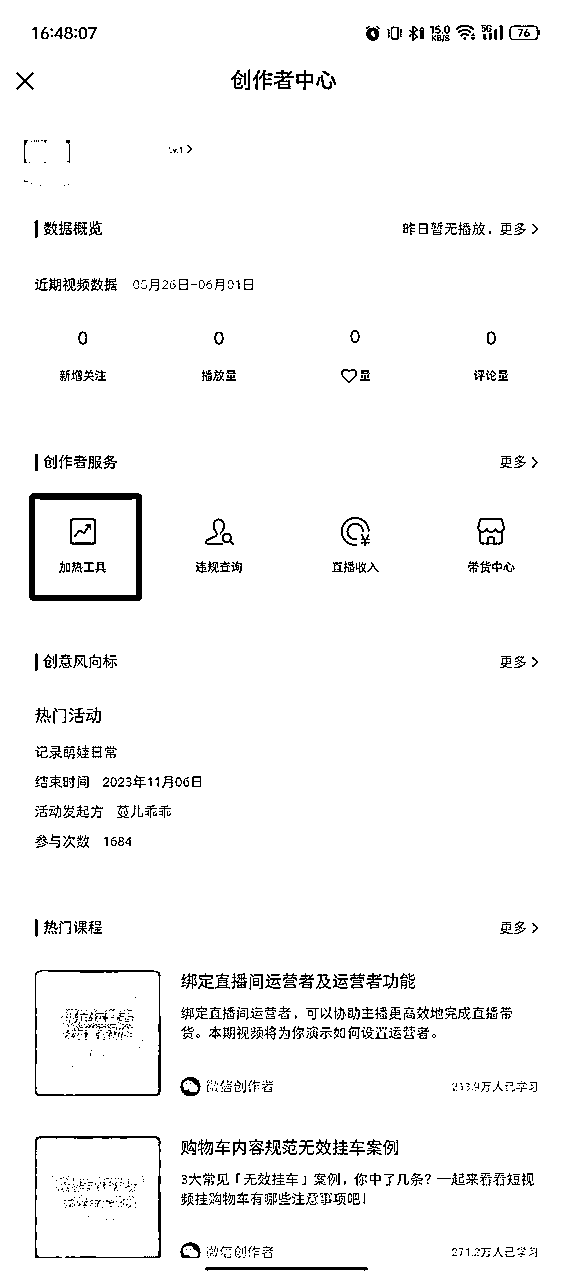 16:48:07
15.0 KB/S 5G 76
创作者中心
数据概览
昨日暂无播放，更多
近期视频数据 05月26日-06月01日
0 0 0 0
新增关注 播放量 量 评论量
创作者服务 更多
加热工具 违规查询 直播收入 带货中心
创意风向标 更多
热门活动
记录萌娃日常
结束时间 2023年11月06日
活动发起方 蔻儿乖乖
参与次数 1684
热门课程 更多
绑定直播间运营者及运营者功能
绑定直播间运营者，可以协助主播更高效地完成直播带
货。本期视频将为你演示如何设置运营者。
微信创作者 万人已学习
购物车内容规范无效挂车案例
3大常见「无效挂车」案例，你中了几条？一起来看看短视
频挂购物车有哪些注意事项吧！
微信创作者 271.2万人已学习